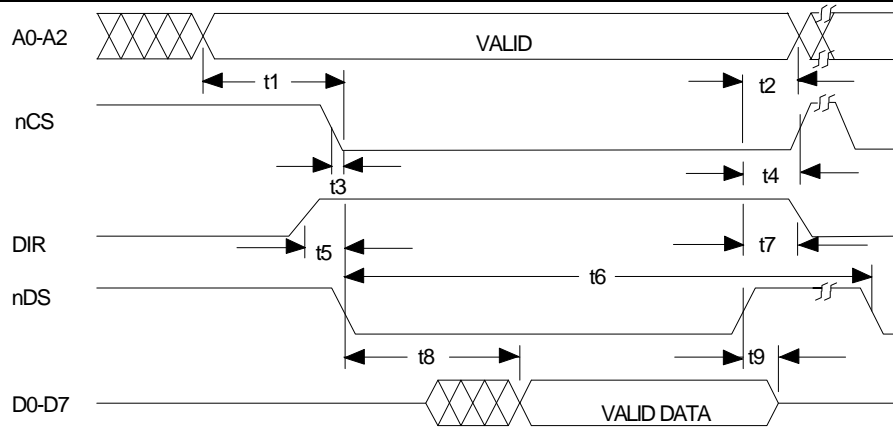 A0-A2
VALID
t1
t2
nCS
t3
t4
DIR
t5
t7
t6
nDS
t8
t9
D0-D7
VALID DATA